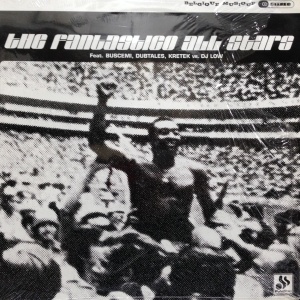 the fantastico all stars
Feat. BUSCEMI, DUBTALES, KRETEK vs. DJ LOW